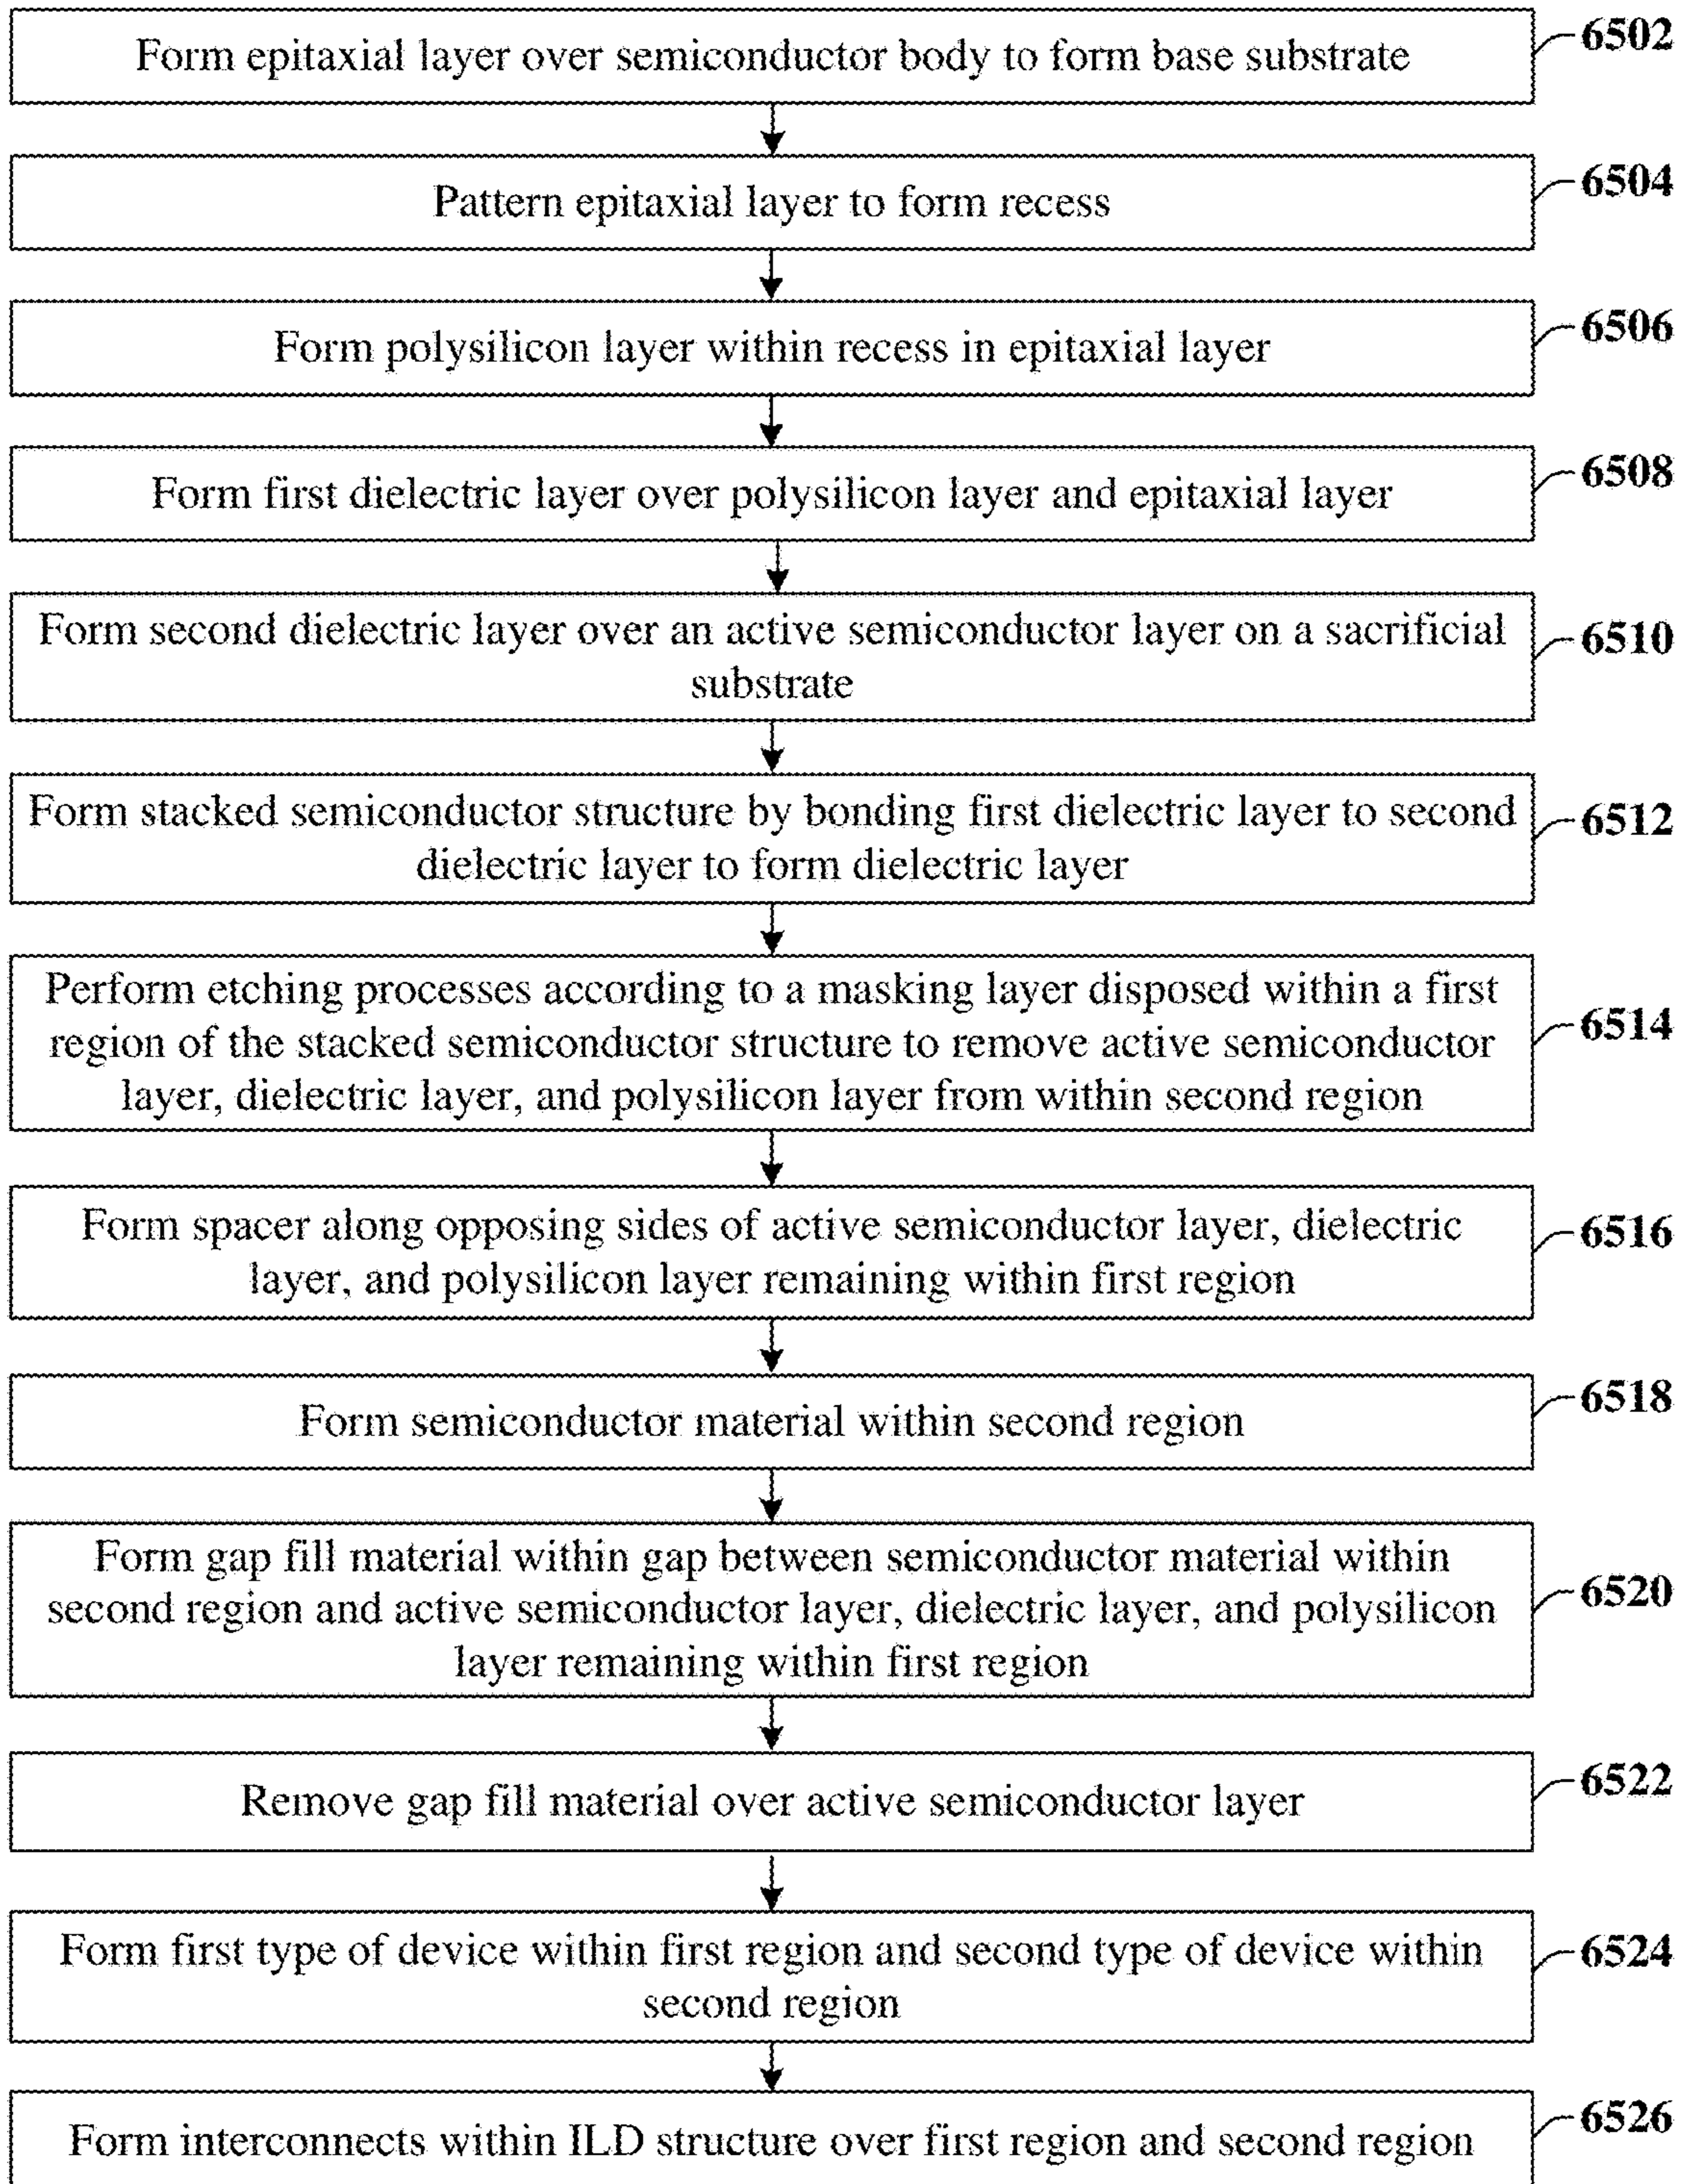 Form epitaxial layer over semiconductor body to form base substrate
6502
Pattern epitaxial layer to form recess
6504
Form polysilicon layer within recess in epitaxial layer
6506
Form first dielectric layer over polysilicon layer and epitaxial layer
6508
Form second dielectric layer over an active semiconductor layer on a sacrificial
substrate
6510
Form stacked semiconductor structure by bonding first dielectric layer to second
dielectric layer to form dielectric layer
6512
Perform etching processes according to a masking layer disposed within a first
region of the stacked semiconductor structure to remove active semiconductor
layer, dielectric layer, and polysilicon layer from within second region
6514
Form spacer along opposing sides of active semiconductor layer, dielectric
layer, and polysilicon layer remaining within first region
6516
Form semiconductor material within second region
6518
Form gap fill material within gap between semiconductor material within
second region and active semiconductor layer, dielectric layer, and polysilicon
layer remaining within first region
6520
Remove gap fill material over active semiconductor layer
6522
Form first type of device within first region and second type of device within
second region
6524
Form interconnects within ILD structure over first region and second region
6526